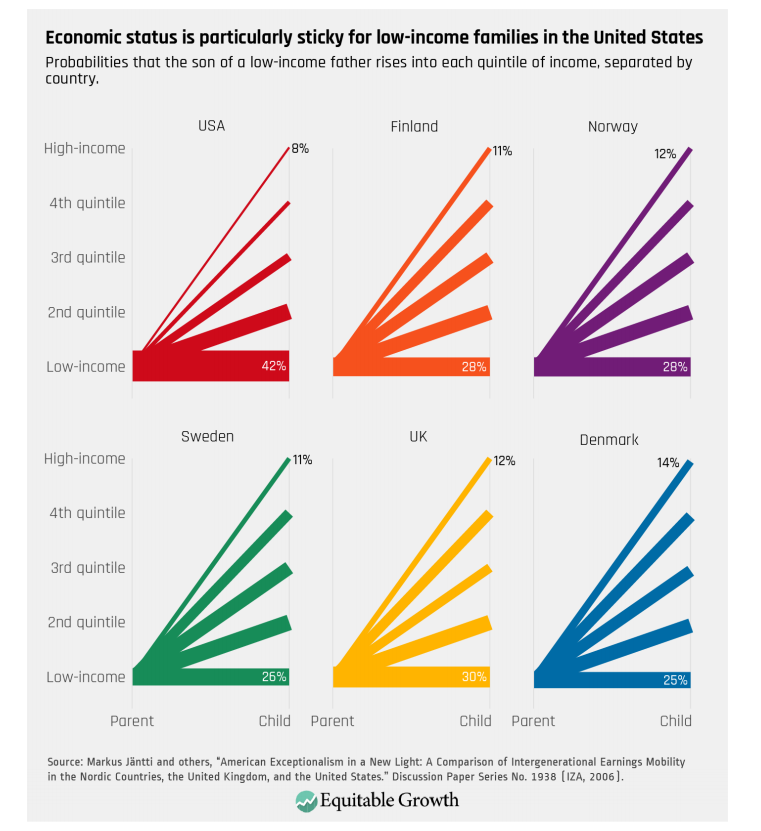 Economic status is particularly sticky for low-income families in the United States
Probabilities that the son of a low-income father rises into each quintile of income, separated by
country.
USA
Finland
Norway
High-income
8%
11%
12%
4th quintile
3rd quintile
2nd quintile
Low-income
42%
28%
28%
Sweden
UK
Denmark
High-income
11%
12%
14%
4th quintile
3rd quintile
2nd quintile
Low-income
26%
30%
25%
Parent
Child
Parent
Child
Parent
Child
Source: Markus Jäntti and others, “American Exceptionalism in a New Light: A Comparison of Intergenerational Earnings Mobility
in the Nordic Countries, the United Kingdom, and the United States.” Discussion Paper Series No. 1938 (IZA, 2006).
Equitable Growth